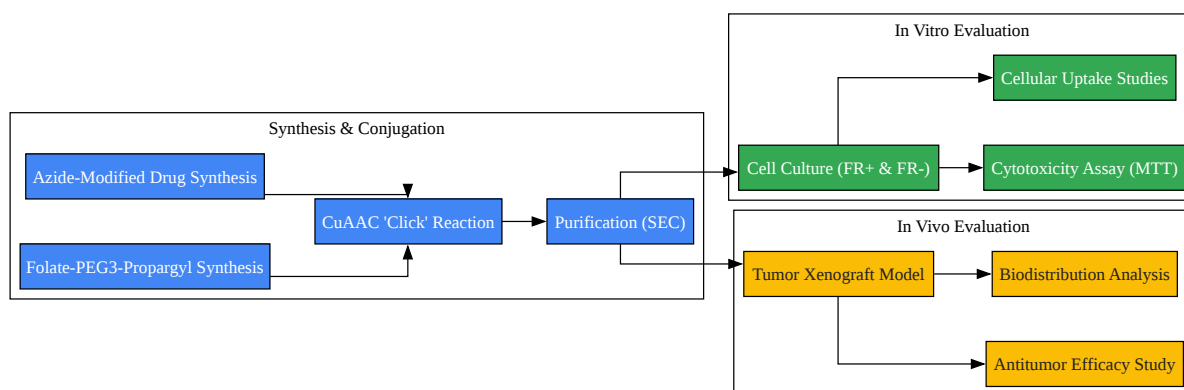 Synthesis & Conjugation
Azide-Modified Drug Synthesis
Folate-PEG3-Propargyl Synthesis
CuAAC 'Click' Reaction
Purification (SEC)
In Vitro Evaluation
Cell Culture (FR+ & FR-)
Cellular Uptake Studies
Cytotoxicity Assay (MTT)
In Vivo Evaluation
Tumor Xenograft Model
Biodistribution Analysis
Antitumor Efficacy Study